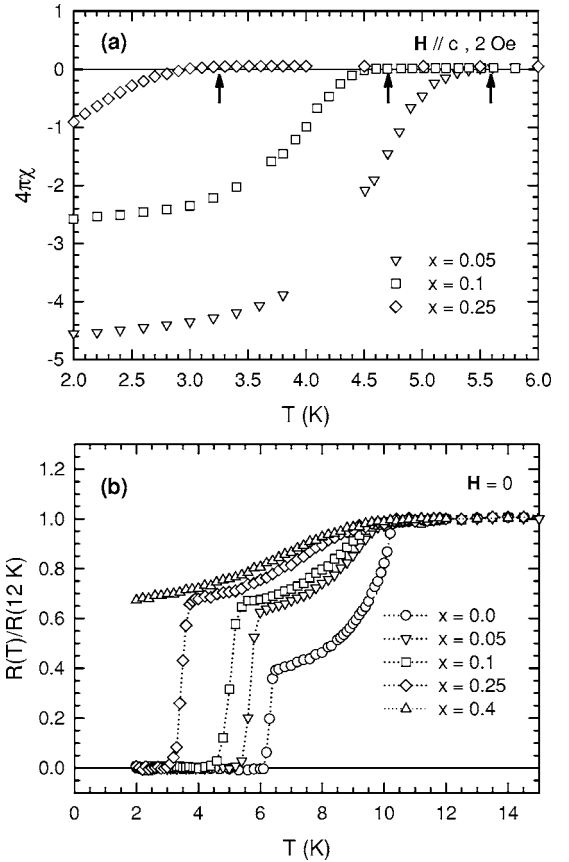 (a)
H // c , 2 Oe
1
0
-1
-2
-3
-4
-5
4πχ
x = 0.05
x = 0.1
x = 0.25
2.0 2.5 3.0 3.5 4.0 4.5 5.0 5.5 6.0
T (K)
(b)
H = 0
1.2
1.0
0.8
0.6
0.4
0.2
0.0
R(T)/R(12 K)
x = 0.0
x = 0.05
x = 0.1
x = 0.25
x = 0.4
0 2 4 6 8 10 12 14
T (K)